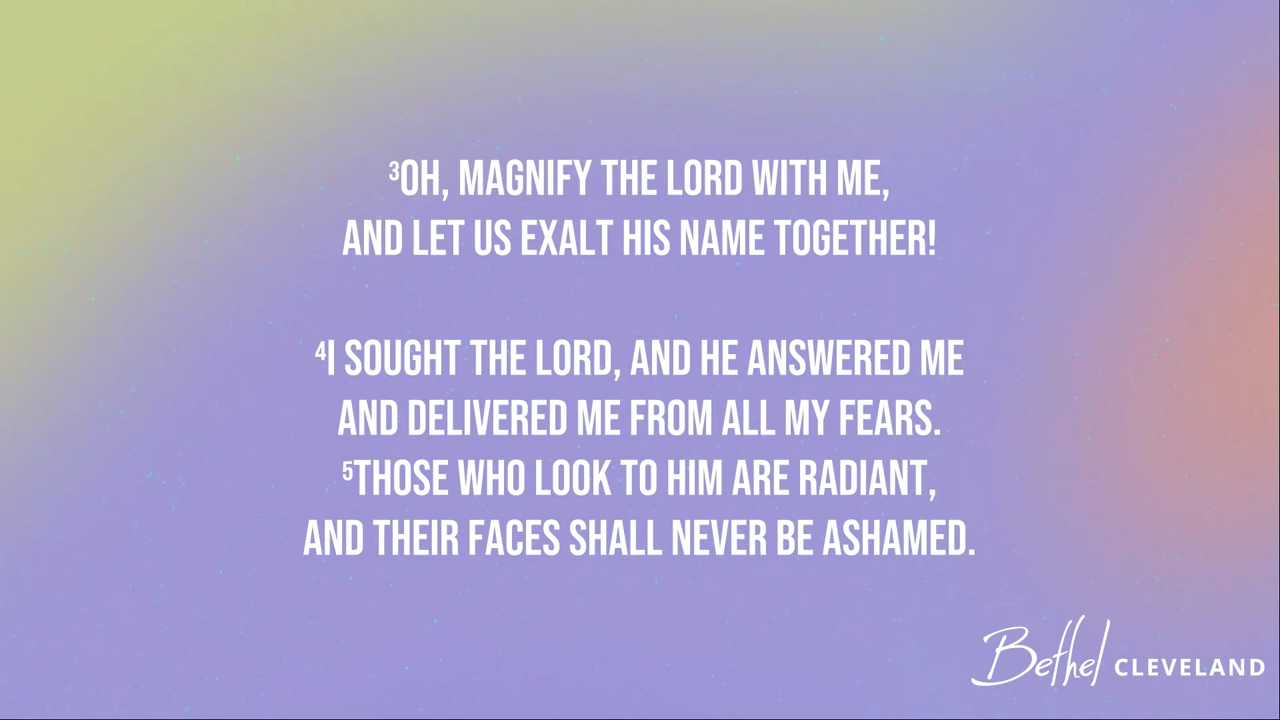 ³OH, MAGNIFY THE LORD WITH ME,
AND LET US EXALT HIS NAME TOGETHER!
⁴I SOUGHT THE LORD, AND HE ANSWERED ME
AND DELIVERED ME FROM ALL MY FEARS.
⁵THOSE WHO LOOK TO HIM ARE RADIANT,
AND THEIR FACES SHALL NEVER BE ASHAMED.
Bethel CLEVELAND